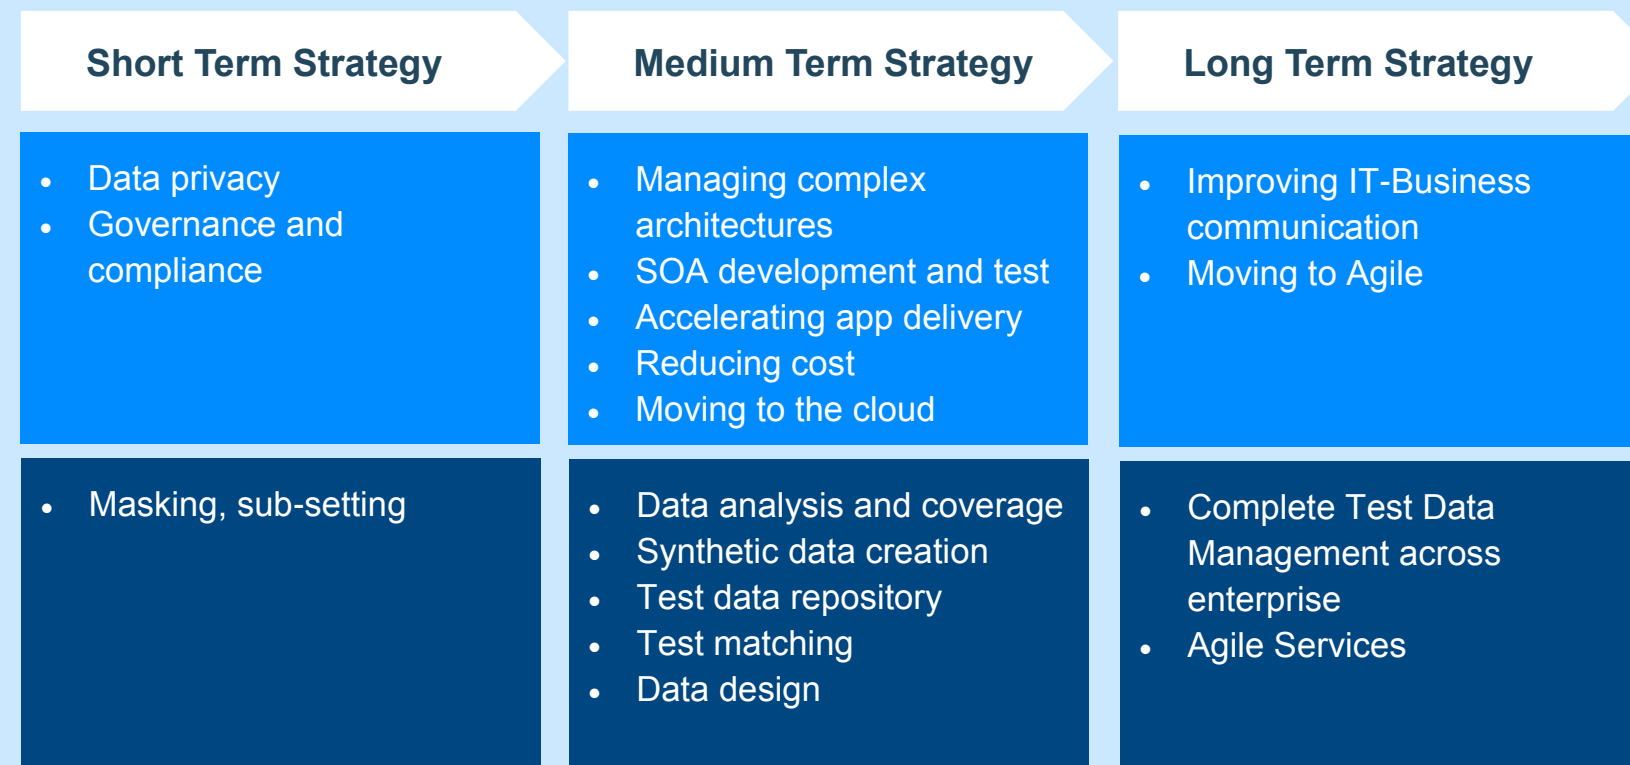 Short Term Strategy
Medium Term Strategy
Long Term Strategy
• Data privacy
• Governance and
compliance
• Managing complex
architectures
• SOA development and test
• Accelerating app delivery
• Reducing cost
• Moving to the cloud
• Improving IT-Business
communication
• Moving to Agile
• Masking, sub-setting
• Data analysis and coverage
• Synthetic data creation
• Test data repository
• Test matching
• Data design
• Complete Test Data
Management across
enterprise
• Agile Services